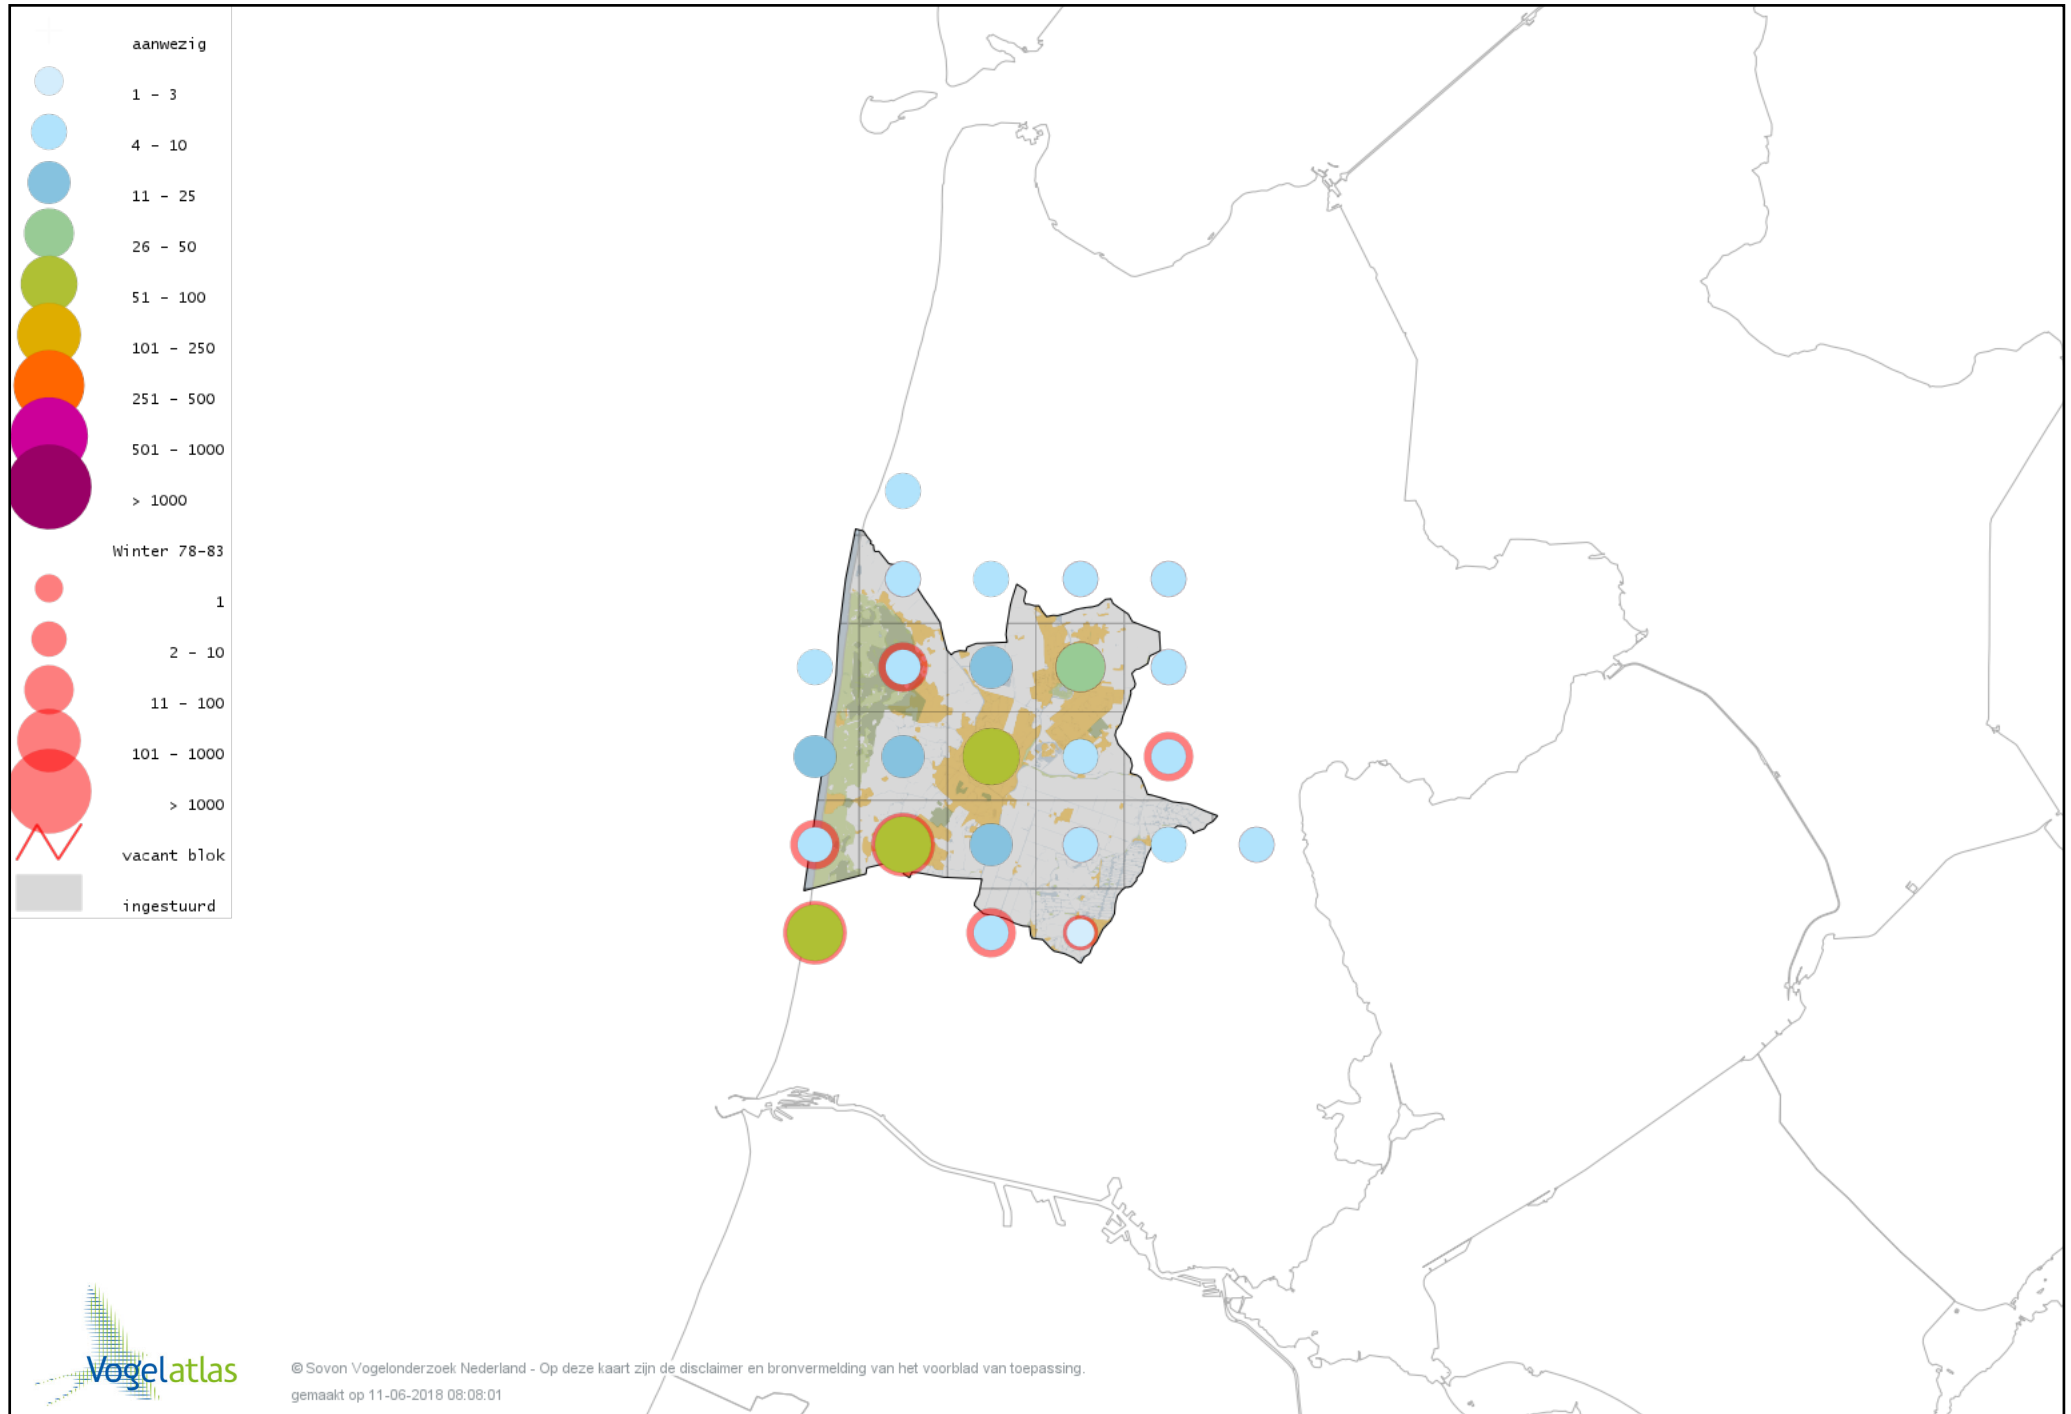 aanwezig
1 – 3
4 – 10
11 – 25
26 – 50
51 – 100
101 – 250
251 – 500
501 – 1000
> 1000
Winter 78–83
1
2 – 10
11 – 100
101 – 1000
> 1000
vacant blok
ingestuurd
Vogelatlas
© Sovon Vogelonderzoek Nederland - Op deze kaart zijn de disclaimer en bronvermelding van het voorblad van toepassing.
gemaakt op 11-06-2018 08:08:01